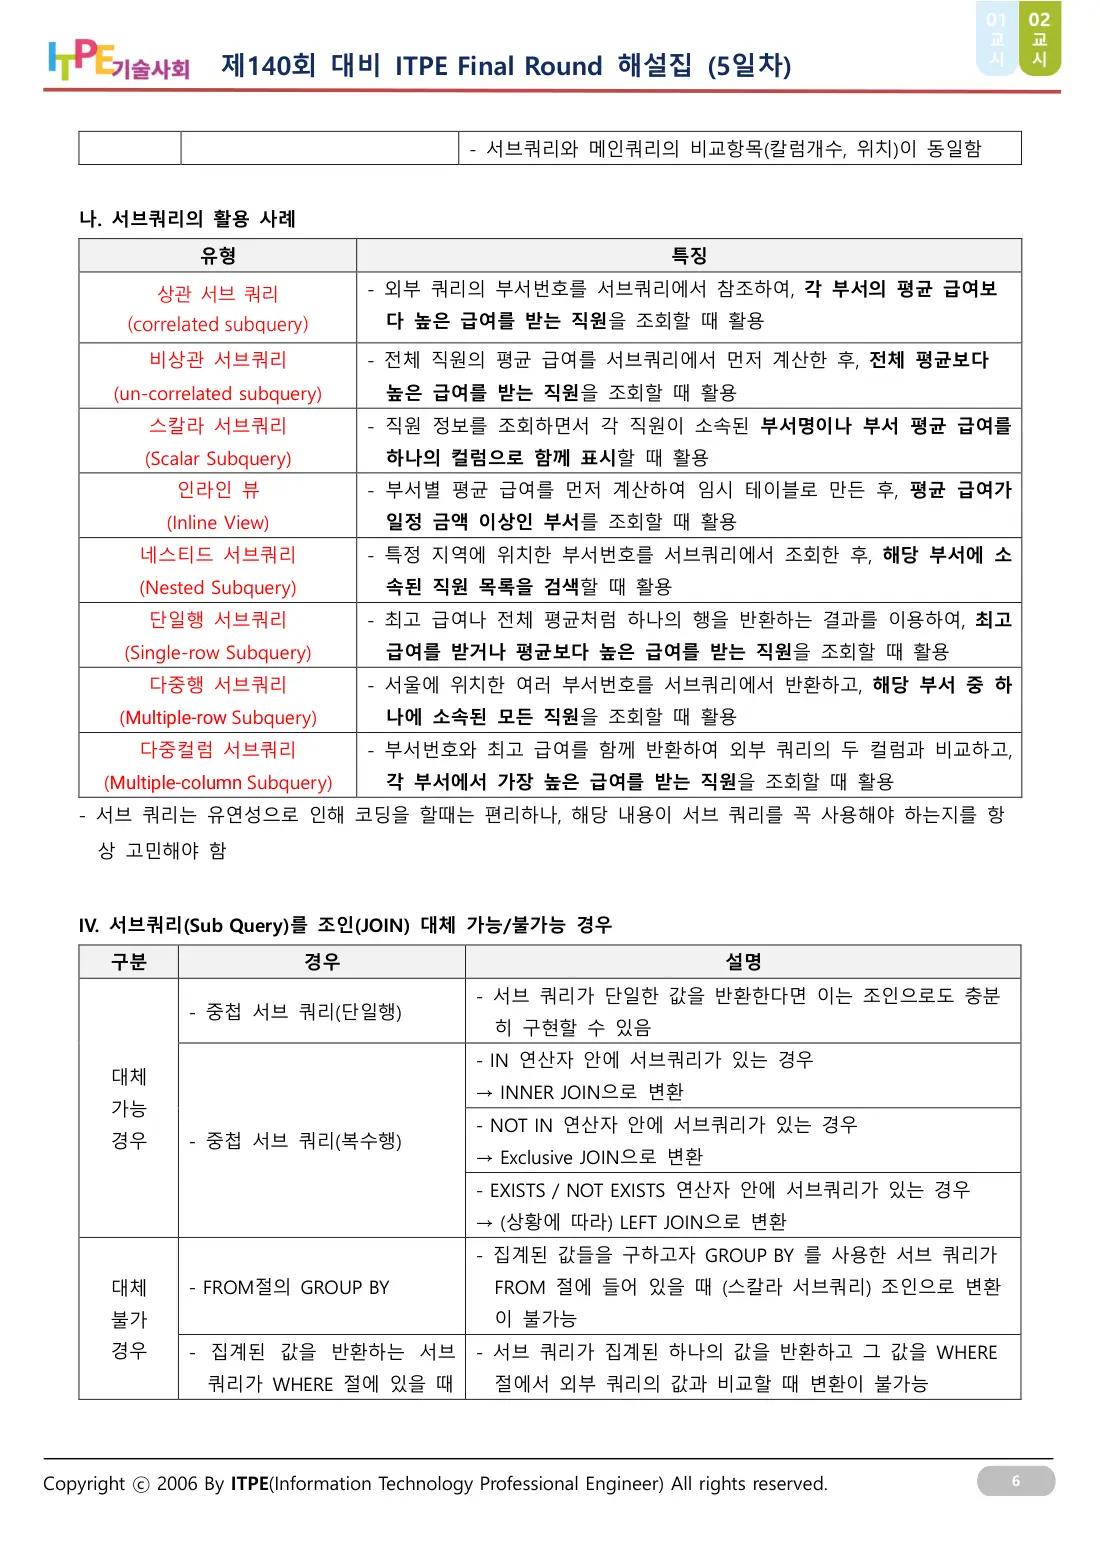 ITPE기술사회 제140회 대비 ITPE Final Round 해설집 (5일차)
01 교 시
02 교 시
- 서브쿼리와 메인쿼리의 비교항목(칼럼개수, 위치)이 동일함
나. 서브쿼리의 활용 사례
유형 특징
상관 서브 쿼리
(correlated subquery)
- 외부 쿼리의 부서번호를 서브쿼리에서 참조하여, 각 부서의 평균 급여보
다 높은 급여를 받는 직원을 조회할 때 활용
비상관 서브쿼리
(un-correlated subquery)
- 전체 직원의 평균 급여를 서브쿼리에서 먼저 계산한 후, 전체 평균보다
높은 급여를 받는 직원을 조회할 때 활용
스칼라 서브쿼리
(Scalar Subquery)
- 직원 정보를 조회하면서 각 직원이 소속된 부서명이나 부서 평균 급여를
하나의 컬럼으로 함께 표시할 때 활용
인라인 뷰
(Inline View)
- 부서별 평균 급여를 먼저 계산하여 임시 테이블로 만든 후, 평균 급여가
일정 금액 이상인 부서를 조회할 때 활용
네스티드 서브쿼리
(Nested Subquery)
- 특정 지역에 위치한 부서번호를 서브쿼리에서 조회한 후, 해당 부서에 소
속된 직원 목록을 검색할 때 활용
단일행 서브쿼리
(Single-row Subquery)
- 최고 급여나 전체 평균처럼 하나의 행을 반환하는 결과를 이용하여, 최고
급여를 받거나 평균보다 높은 급여를 받는 직원을 조회할 때 활용
다중행 서브쿼리
(Multiple-row Subquery)
- 서울에 위치한 여러 부서번호를 서브쿼리에서 반환하고, 해당 부서 중 하
나에 소속된 모든 직원을 조회할 때 활용
다중컬럼 서브쿼리
(Multiple-column Subquery)
- 부서번호와 최고 급여를 함께 반환하여 외부 쿼리의 두 컬럼과 비교하고,
각 부서에서 가장 높은 급여를 받는 직원을 조회할 때 활용
- 서브 쿼리는 유연성으로 인해 코딩을 할때는 편리하나, 해당 내용이 서브 쿼리를 꼭 사용해야 하는지를 항
상 고민해야 함
IV. 서브쿼리(Sub Query)를 조인(JOIN) 대체 가능/불가능 경우
구분 경우 설명
대체
가능
경우
- 중첩 서브 쿼리(단일행)
- 서브 쿼리가 단일한 값을 반환한다면 이는 조인으로도 충분
히 구현할 수 있음
- 중첩 서브 쿼리(복수행)
- IN 연산자 안에 서브쿼리가 있는 경우
→ INNER JOIN으로 변환
- NOT IN 연산자 안에 서브쿼리가 있는 경우
→ Exclusive JOIN으로 변환
- EXISTS / NOT EXISTS 연산자 안에 서브쿼리가 있는 경우
→ (상황에 따라) LEFT JOIN으로 변환
대체
불가
경우
- FROM절의 GROUP BY
- 집계된 값들을 구하고자 GROUP BY 를 사용한 서브 쿼리가
FROM 절에 들어 있을 때 (스칼라 서브쿼리) 조인으로 변환
이 불가능
- 집계된 값을 반환하는 서브
쿼리가 WHERE 절에 있을 때
- 서브 쿼리가 집계된 하나의 값을 반환하고 그 값을 WHERE
절에서 외부 쿼리의 값과 비교할 때 변환이 불가능
Copyright ⓒ 2006 By ITPE(Information Technology Professional Engineer) All rights reserved.
6